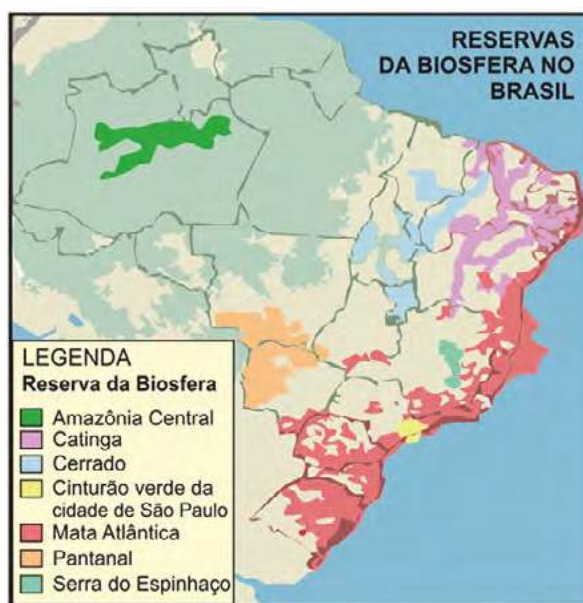 RESERVAS
DA BIOSFERA NO
BRASIL
LEGENDA
Reserva da Biosfera
Amazônia Central
Catinga
Cerrado
Cinturão verde da
cidade de São Paulo
Mata Atlântica
Pantanal
Serra do Espinhaço